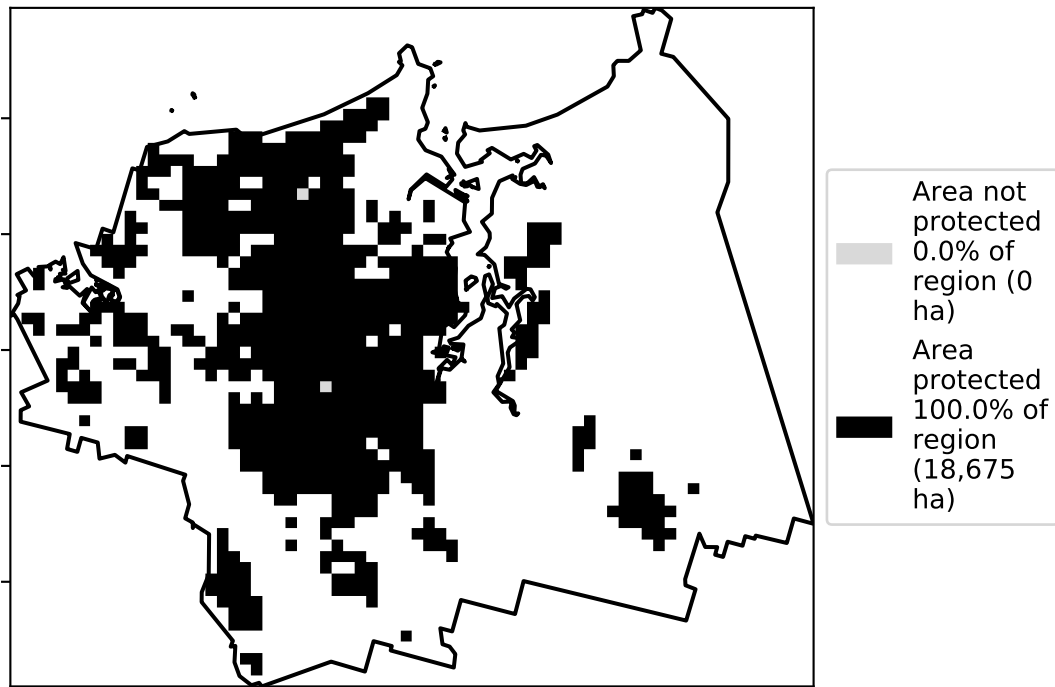 Area not
protected
0.0% of
region (0
ha)
Area
protected
100.0% of
region
(18,675
ha)